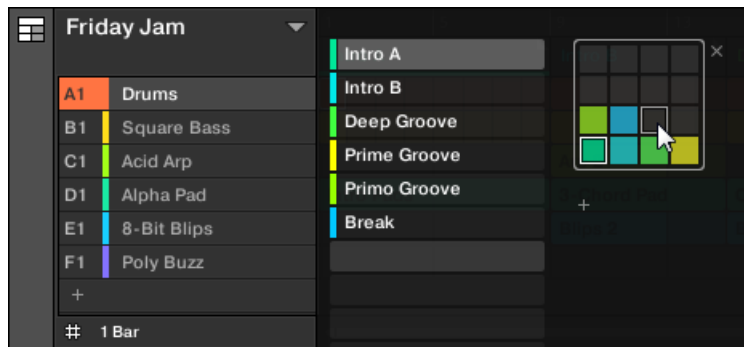 Friday Jam
A1 Drums
B1 Square Bass
C1 Acid Arp
D1 Alpha Pad
E1 8-Bit Blips
F1 Poly Buzz
+
# 1 Bar
Intro A
Intro B
Deep Groove
Prime Groove
Primo Groove
Break
×
+